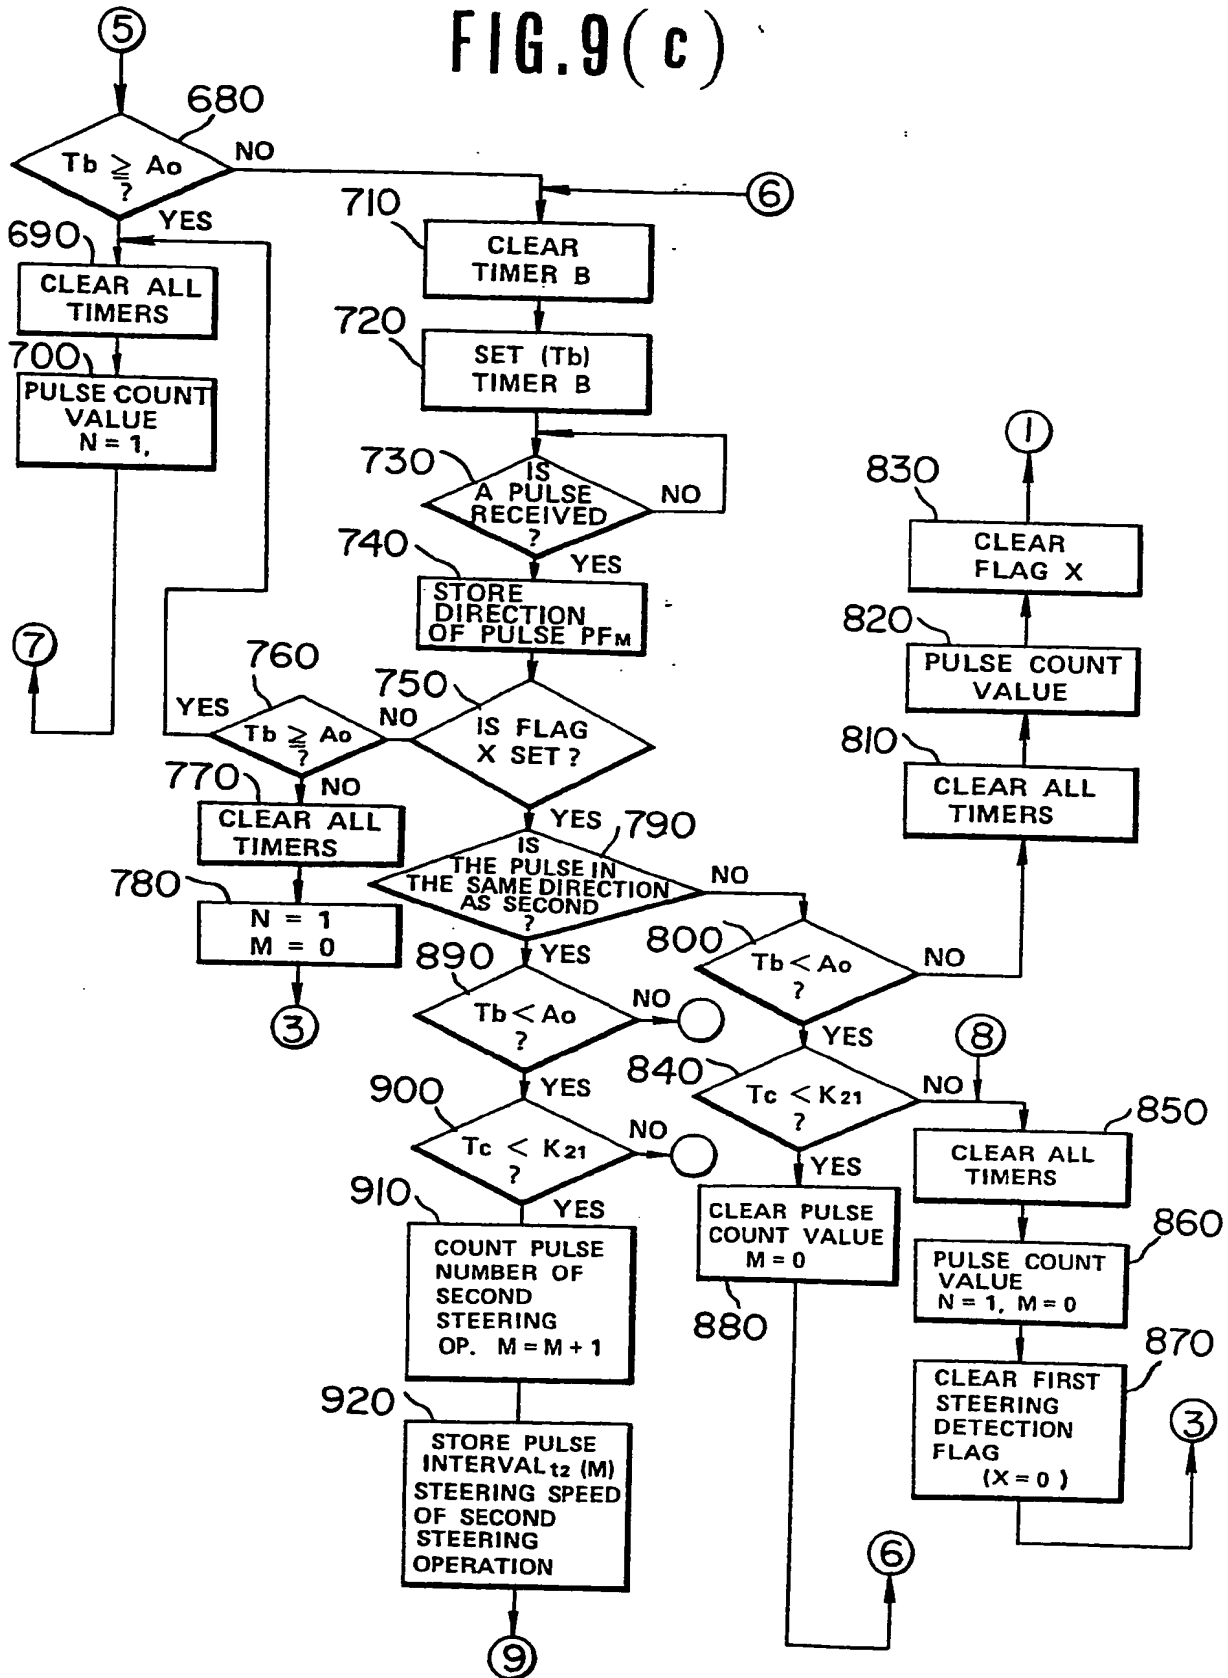 FIG. 9 (c)
5
680
Tb ≧ Ao
?
NO
YES
6
690
CLEAR ALL
TIMERS
700
PULSE COUNT
VALUE
N = 1,
7
710
CLEAR
TIMER B
720
SET (Tb)
TIMER B
730
IS
A PULSE
RECEIVED
?
NO
YES
740
STORE
DIRECTION
OF PULSE PFM
750
IS FLAG
X SET ?
NO
YES
760
Tb ≧ Ao
?
YES
NO
770
CLEAR ALL
TIMERS
780
N = 1
M = 0
3
790
IS
THE PULSE IN
THE SAME DIRECTION
AS SECOND
?
NO
YES
800
Tb < Ao
?
NO
YES
810
CLEAR ALL
TIMERS
820
PULSE COUNT
VALUE
830
CLEAR
FLAG X
1
840
Tc < K21
?
NO
YES
8
850
CLEAR ALL
TIMERS
860
PULSE COUNT
VALUE
N = 1, M = 0
870
CLEAR FIRST
STEERING
DETECTION
FLAG
(X = 0)
3
CLEAR PULSE
COUNT VALUE
M = 0
880
6
890
Tb < Ao
?
NO
YES
900
Tc < K21
?
NO
YES
910
COUNT PULSE
NUMBER OF
SECOND
STEERING
OP. M = M + 1
920
STORE PULSE
INTERVAL t2 (M)
STEERING SPEED
OF SECOND
STEERING
OPERATION
9